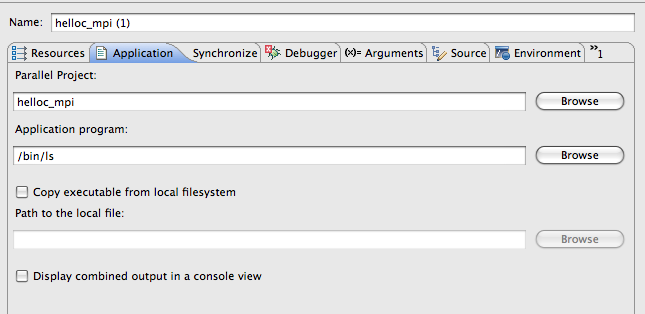 Name: helloc_mpi (1)
Resources Application Synchronize Debugger (x)= Arguments Source Environment »1
Parallel Project:
helloc_mpi Browse
Application program:
/bin/ls Browse
Copy executable from local filesystem
Path to the local file:
Browse
Display combined output in a console view